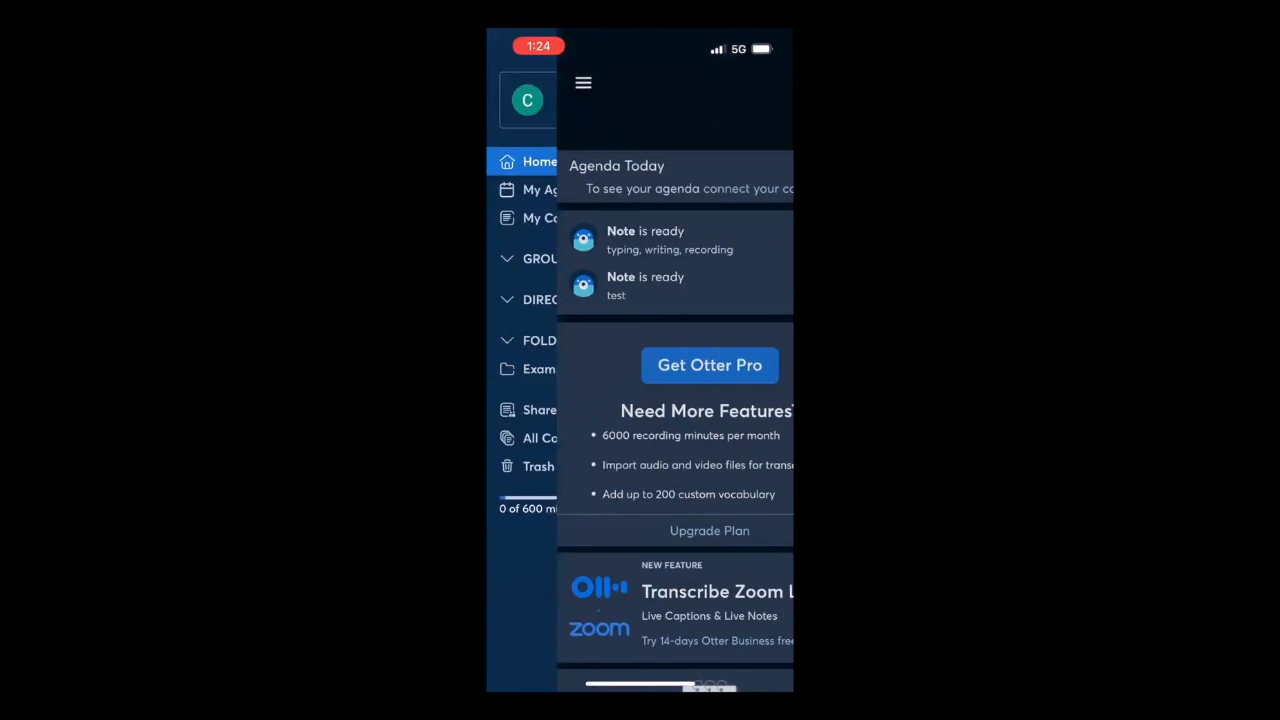 1:24
5G
C
Home
My Ag
My Co
GROU
DIREC
FOLD
Exam
Share
All Co
Trash
0 of 600 mi
Agenda Today
To see your agenda connect your co
Note is ready
typing, writing, recording
Note is ready
test
Get Otter Pro
Need More Features?
• 6000 recording minutes per month
• Import audio and video files for trans
• Add up to 200 custom vocabulary
Upgrade Plan
NEW FEATURE
Transcribe Zoom L
Live Captions & Live Notes
zoom
Try 14-days Otter Business free